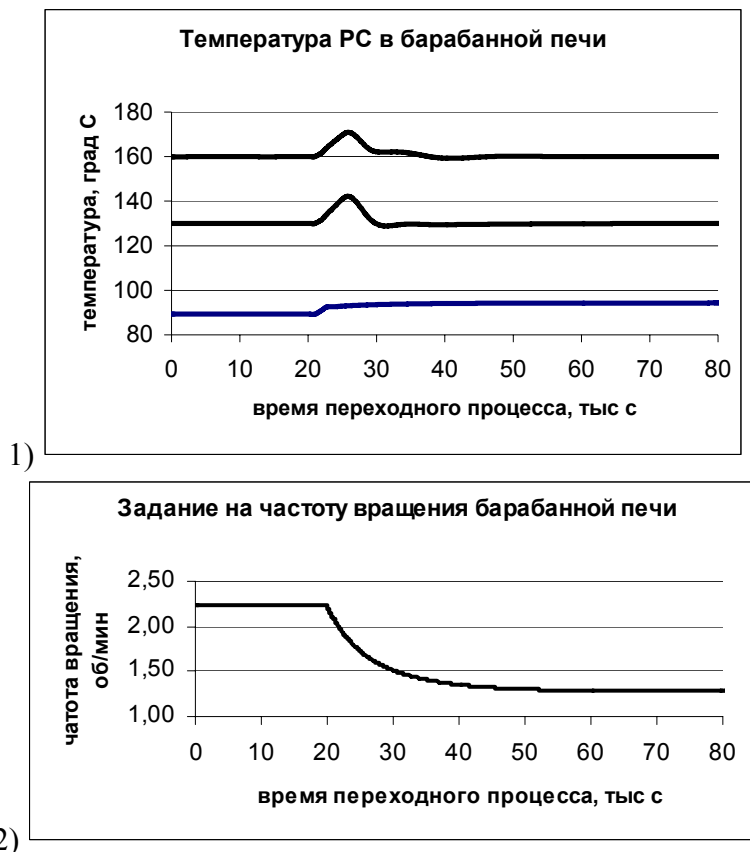 Температура РС в барабанной печи
температура, град С
180
160
140
120
100
80
0 10 20 30 40 50 60 70 80
время переходного процесса, тыс с
1)
Задание на частоту вращения барабанной печи
чатота вращения,
об/мин
2,50
2,00
1,50
1,00
0 10 20 30 40 50 60 70 80
время переходного процесса, тыс с
2)